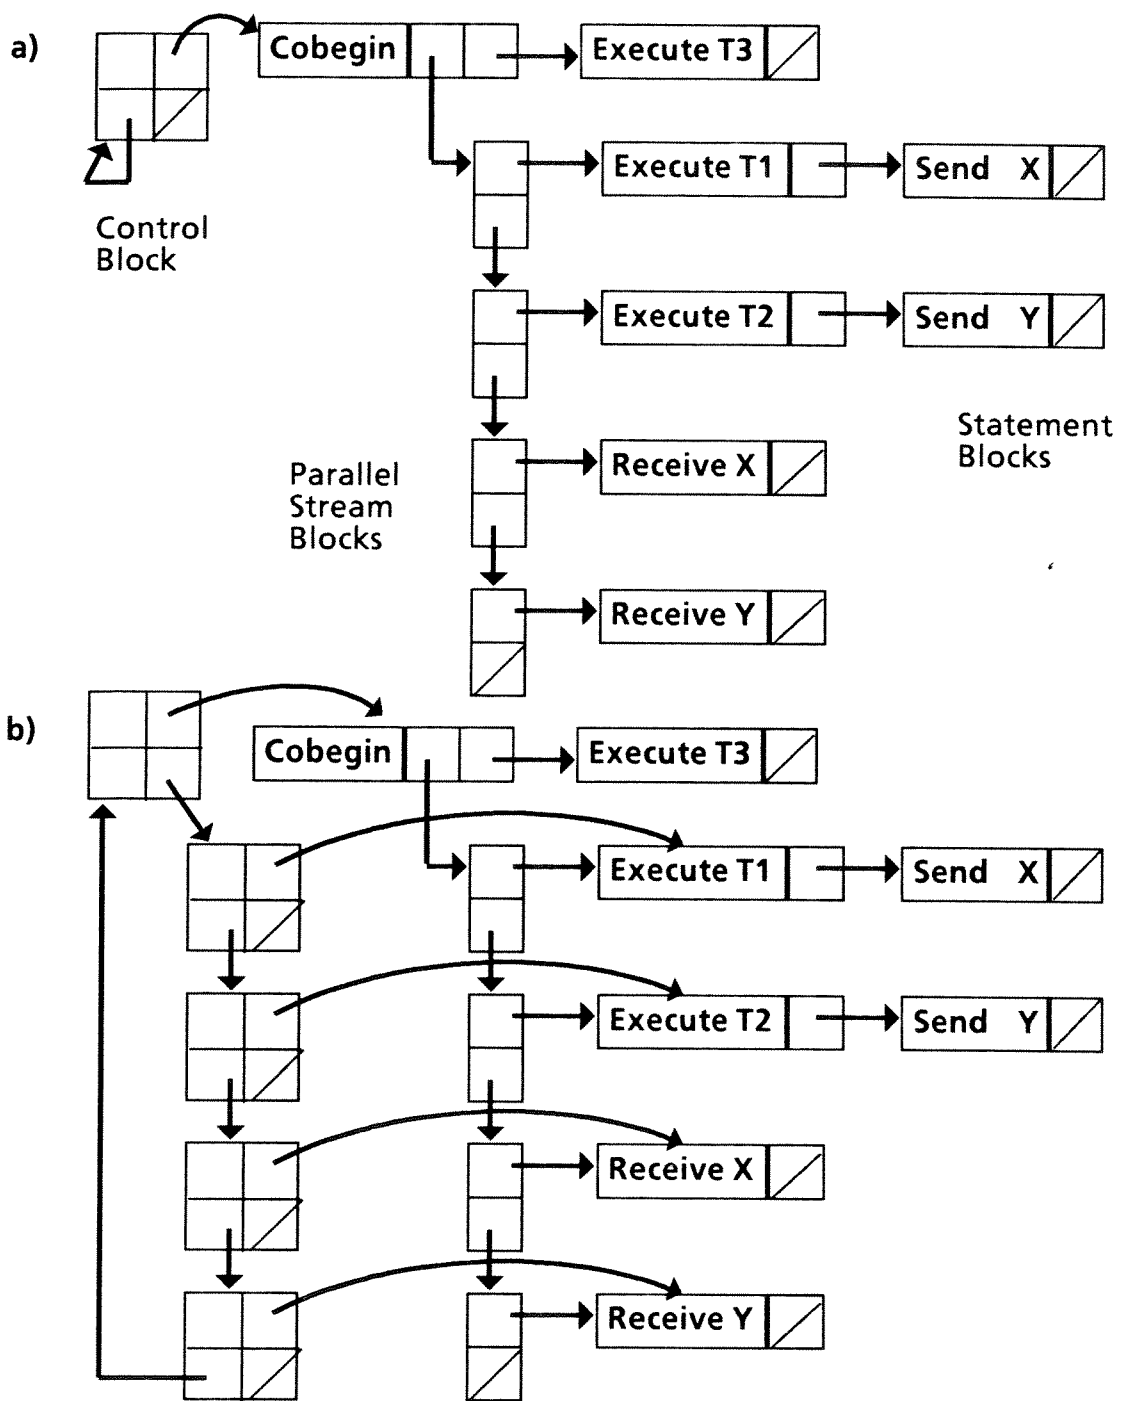 a)
Cobegin
Execute T3
Execute T1
Send X
Control
Block
Execute T2
Send Y
Statement
Blocks
Parallel
Stream
Blocks
Receive X
Receive Y
b)
Cobegin
Execute T3
Execute T1
Send X
Execute T2
Send Y
Receive X
Receive Y